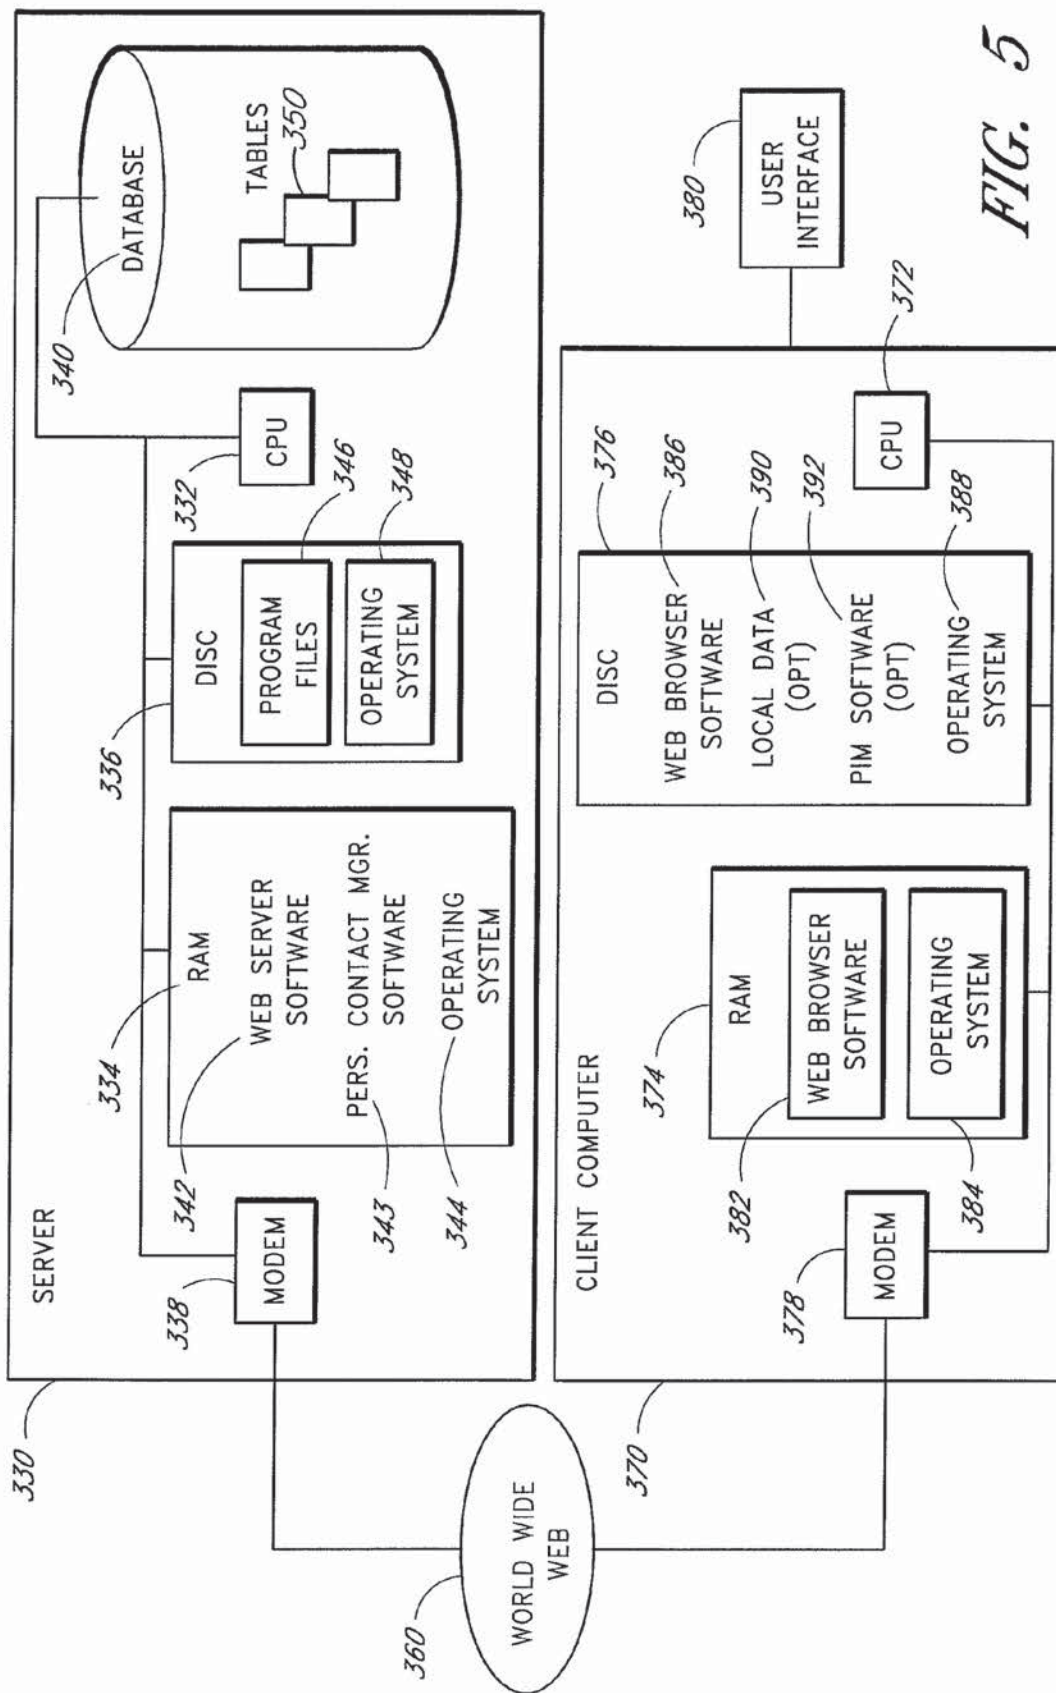 SERVER
330
338
MODEM
334
RAM
342
WEB SERVER
SOFTWARE
343
PERS. CONTACT MGR.
SOFTWARE
344
OPERATING
SYSTEM
336
DISC
PROGRAM
FILES
346
OPERATING
SYSTEM
348
332
CPU
340
DATABASE
TABLES
350
360
WORLD WIDE
WEB
CLIENT COMPUTER
370
378
MODEM
374
RAM
382
WEB BROWSER
SOFTWARE
384
OPERATING
SYSTEM
DISC
376
WEB BROWSER
SOFTWARE
386
LOCAL DATA
(OPT)
390
PIM SOFTWARE
(OPT)
392
OPERATING
SYSTEM
388
CPU
372
380
USER
INTERFACE
FIG. 5